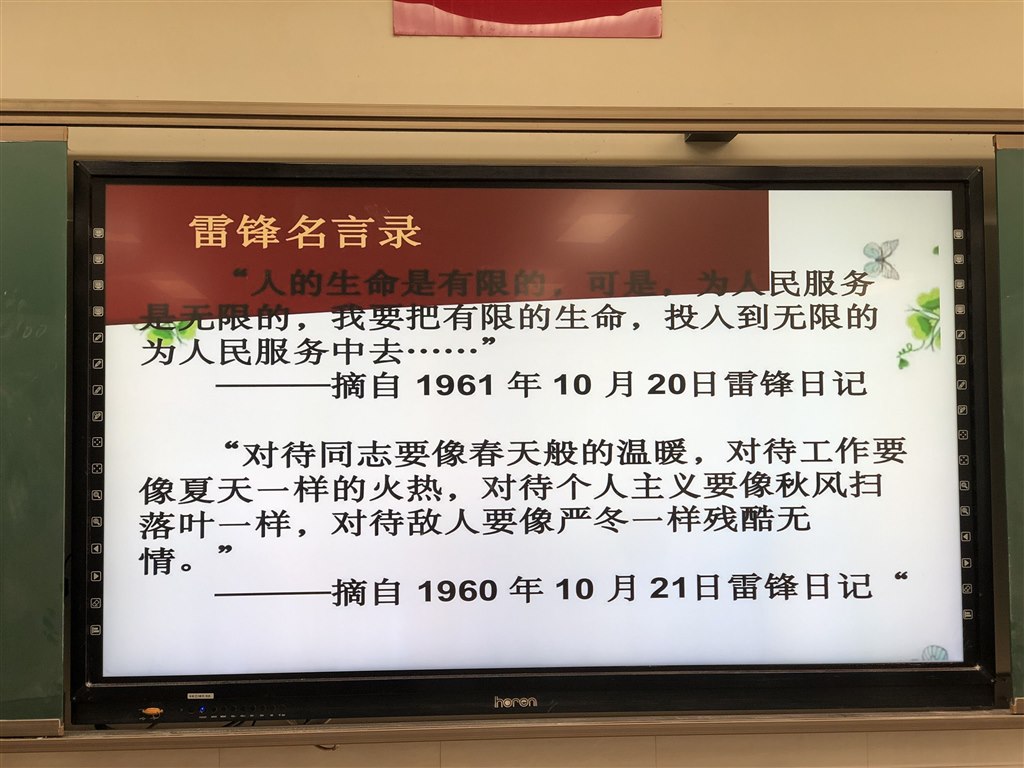 雷锋名言录
“人的生命是有限的，可是，为人民服务
是无限的，我要把有限的生命，投入到无限的
为人民服务中去……”
———摘自 1961 年 10 月 20日雷锋日记
“对待同志要像春天般的温暖，对待工作要
像夏天一样的火热，对待个人主义要像秋风扫
落叶一样，对待敌人要像严冬一样残酷无
情。”
———摘自 1960 年 10 月 21日雷锋日记“
horen